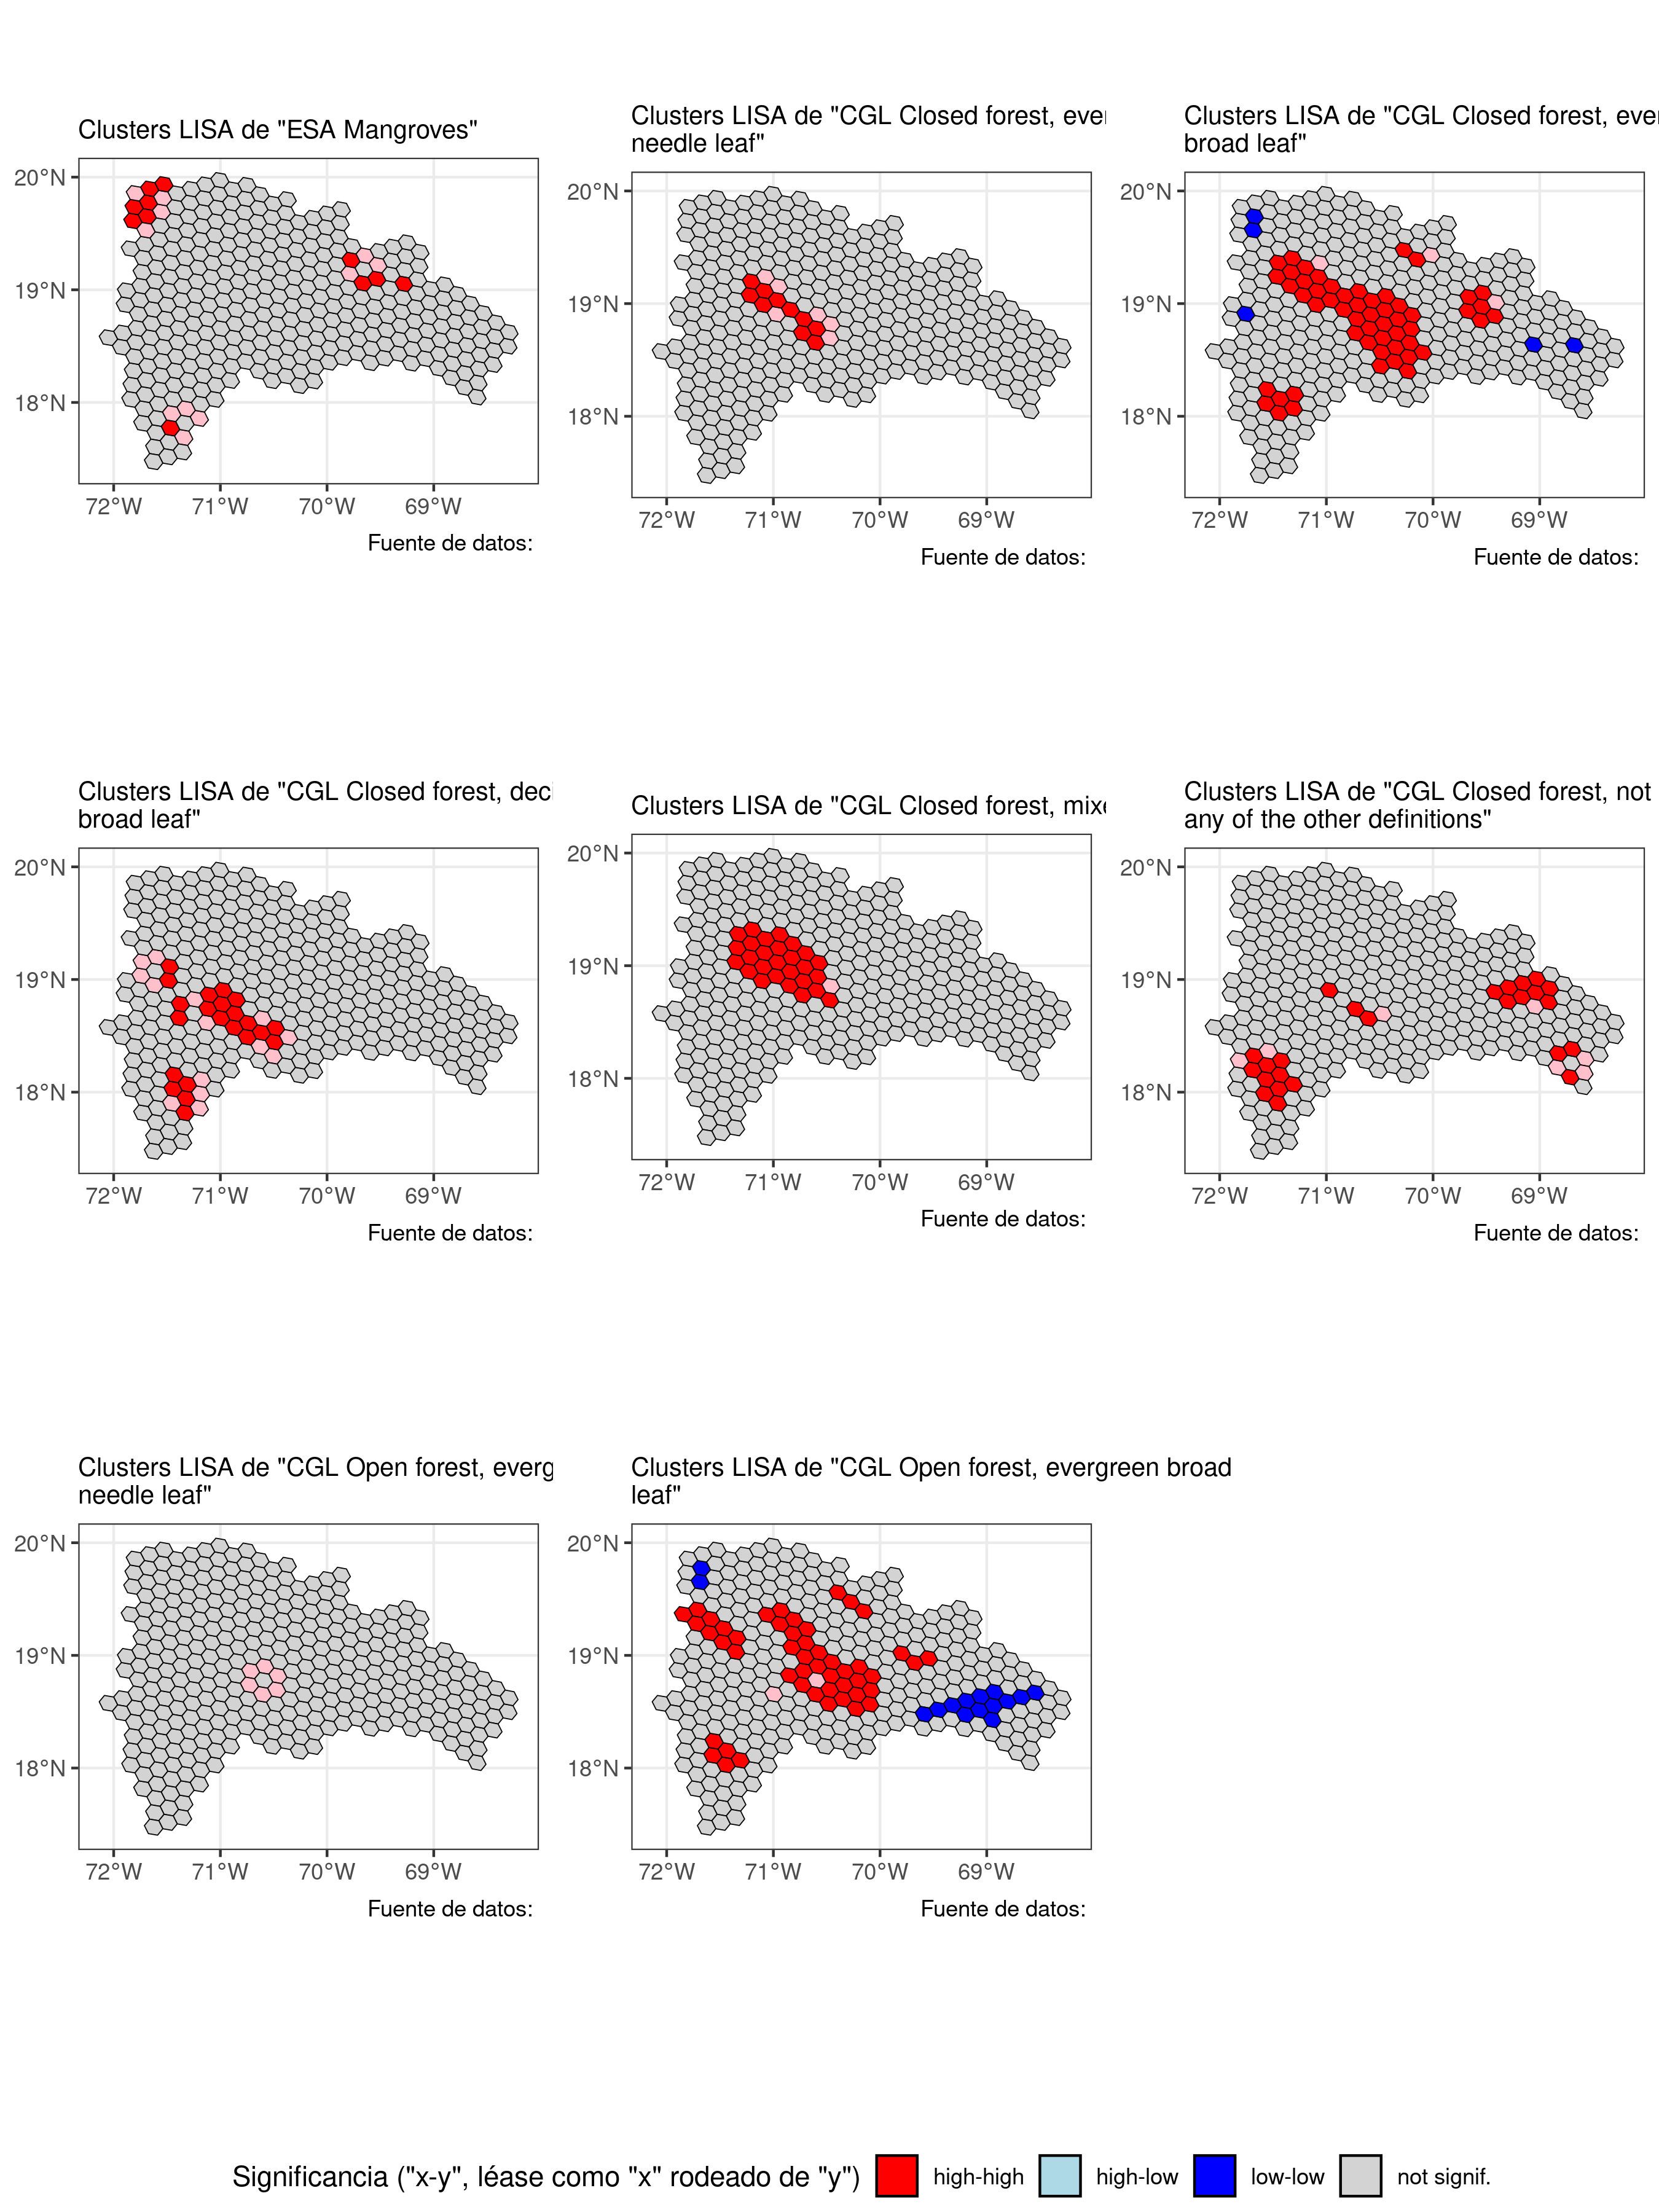 Clusters LISA de "ESA Mangroves"
20°N
19°N
18°N
72°W 71°W 70°W 69°W
Fuente de datos:
Clusters LISA de "CGL Closed forest, ever
needle leaf"
20°N
19°N
18°N
72°W 71°W 70°W 69°W
Fuente de datos:
Clusters LISA de "CGL Closed forest, ever
broad leaf"
20°N
19°N
18°N
72°W 71°W 70°W 69°W
Fuente de datos:
Clusters LISA de "CGL Closed forest, deci
broad leaf"
20°N
19°N
18°N
72°W 71°W 70°W 69°W
Fuente de datos:
Clusters LISA de "CGL Closed forest, mixe
20°N
19°N
18°N
72°W 71°W 70°W 69°W
Fuente de datos:
Clusters LISA de "CGL Closed forest, not
any of the other definitions"
20°N
19°N
18°N
72°W 71°W 70°W 69°W
Fuente de datos:
Clusters LISA de "CGL Open forest, everg
needle leaf"
20°N
19°N
18°N
72°W 71°W 70°W 69°W
Fuente de datos:
Clusters LISA de "CGL Open forest, evergreen broad
leaf"
20°N
19°N
18°N
72°W 71°W 70°W 69°W
Fuente de datos:
Significancia ("x-y", léase como "x" rodeado de "y") high-high high-low low-low not signif.